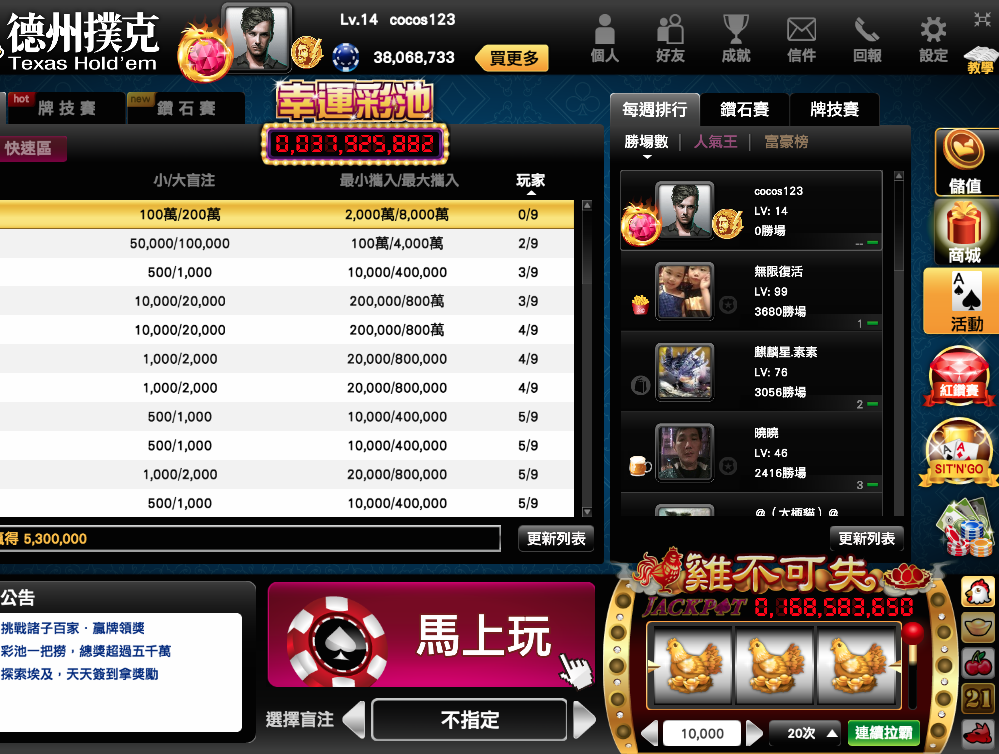 德州撲克
Texas Hold'em
Lv.14 cocos123
38,068,733
買更多
個人
好友
成就
信件
回報
設定
教學
hot
牌技賽
new
鑽石賽
幸運彩池
0,037,925,882
快速區
小/大盲注
最小攜入/最大攜入
玩家
100萬/200萬 2,000萬/8,000萬 0/9
50,000/100,000 100萬/4,000萬 2/9
500/1,000 10,000/400,000 3/9
10,000/20,000 200,000/800萬 3/9
10,000/20,000 200,000/800萬 4/9
1,000/2,000 20,000/800,000 4/9
1,000/2,000 20,000/800,000 4/9
500/1,000 10,000/400,000 5/9
500/1,000 10,000/400,000 5/9
1,000/2,000 20,000/800,000 5/9
500/1,000 10,000/400,000 5/9
贏得 5,300,000
更新列表
每週排行
鑽石賽
牌技賽
勝場數
人氣王
富豪榜
cocos123
LV: 14
0勝場
--
無限復活
LV: 99
3680勝場
1
麒麟星.素素
LV: 76
3056勝場
2
曉曉
LV: 46
2416勝場
3
更新列表
儲值
商城
A
活動
紅鑽賽
A A
SIT'N'GO
公告
挑戰諸子百家．贏牌領獎
彩池一把撈，總獎超過五千萬
探索埃及，天天簽到拿獎勵
馬上玩
選擇盲注
不指定
雞不可失
JACKPOT 0,168,583,650
10,000
20次
連續拉霸
21